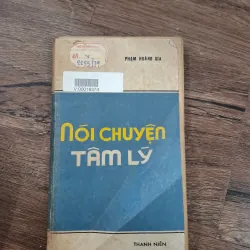 PHẠM HOÀNG GIA
NÓI CHUYỆN
TÂM LÝ
THANH NIÊN